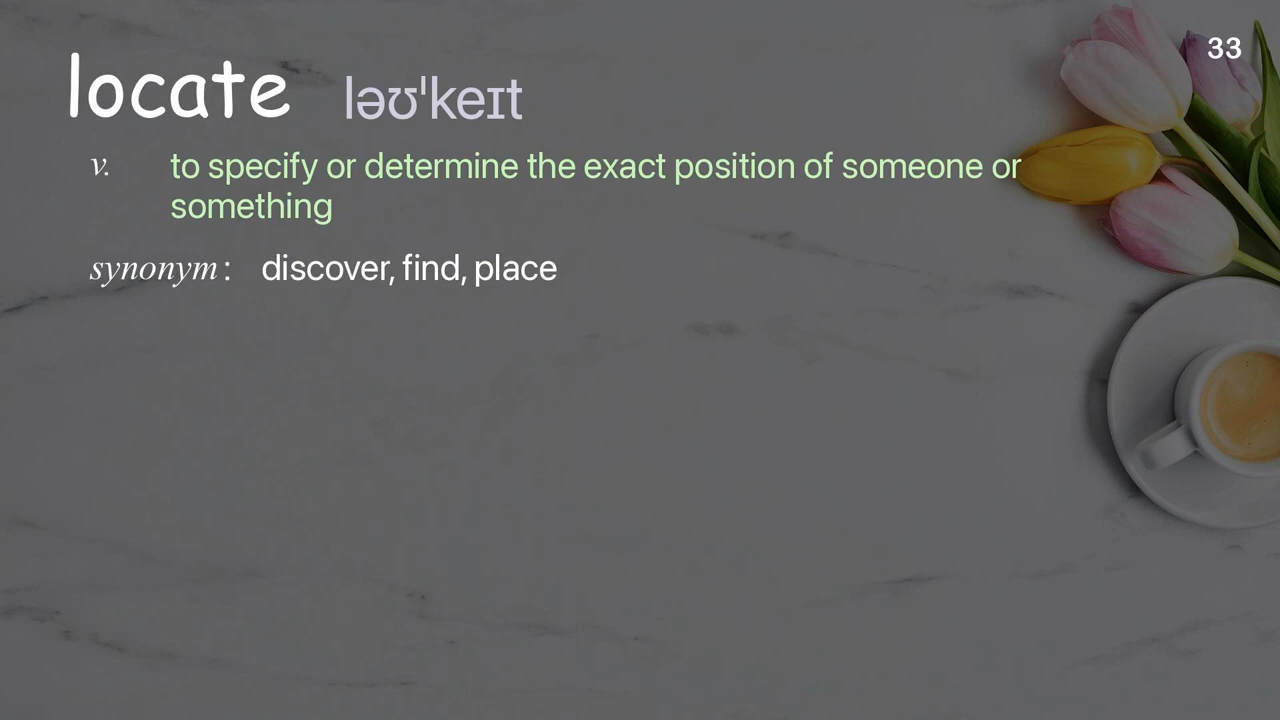 33
locate ləʊˈkeɪt
v. to specify or determine the exact position of someone or
something
synonym : discover, find, place